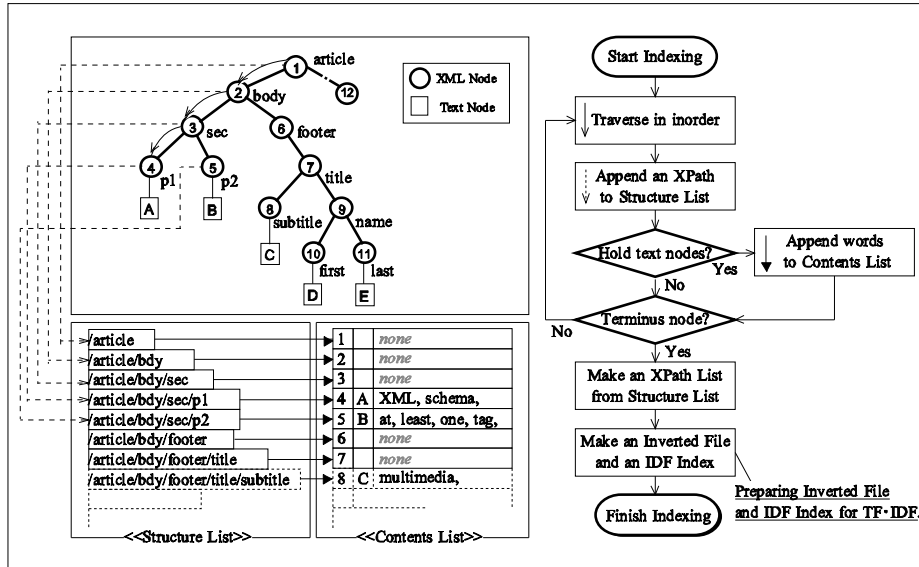 article
1
12
2
body
XML Node
Text Node
3
sec
6
footer
4
p1
5
p2
7
title
A
B
8
subtitle
9
name
C
10
first
11
last
D
E
/article
/article/bdy
/article/bdy/sec
/article/bdy/sec/p1
/article/bdy/sec/p2
/article/bdy/footer
/article/bdy/footer/title
/article/bdy/footer/title/subtitle
<<Structure List>>
1 none
2 none
3 none
4 A XML, schema,
5 B at, least, one, tag,
6 none
7 none
8 C multimedia,
<<Contents List>>
Start Indexing
Traverse in inorder
Append an XPath
to Structure List
Hold text nodes?
Yes
Append words
to Contents List
No
Terminus node?
No
Yes
Make an XPath List
from Structure List
Make an Inverted File
and an IDF Index
Preparing Inverted File
and IDF Index for TF·IDF.
Finish Indexing